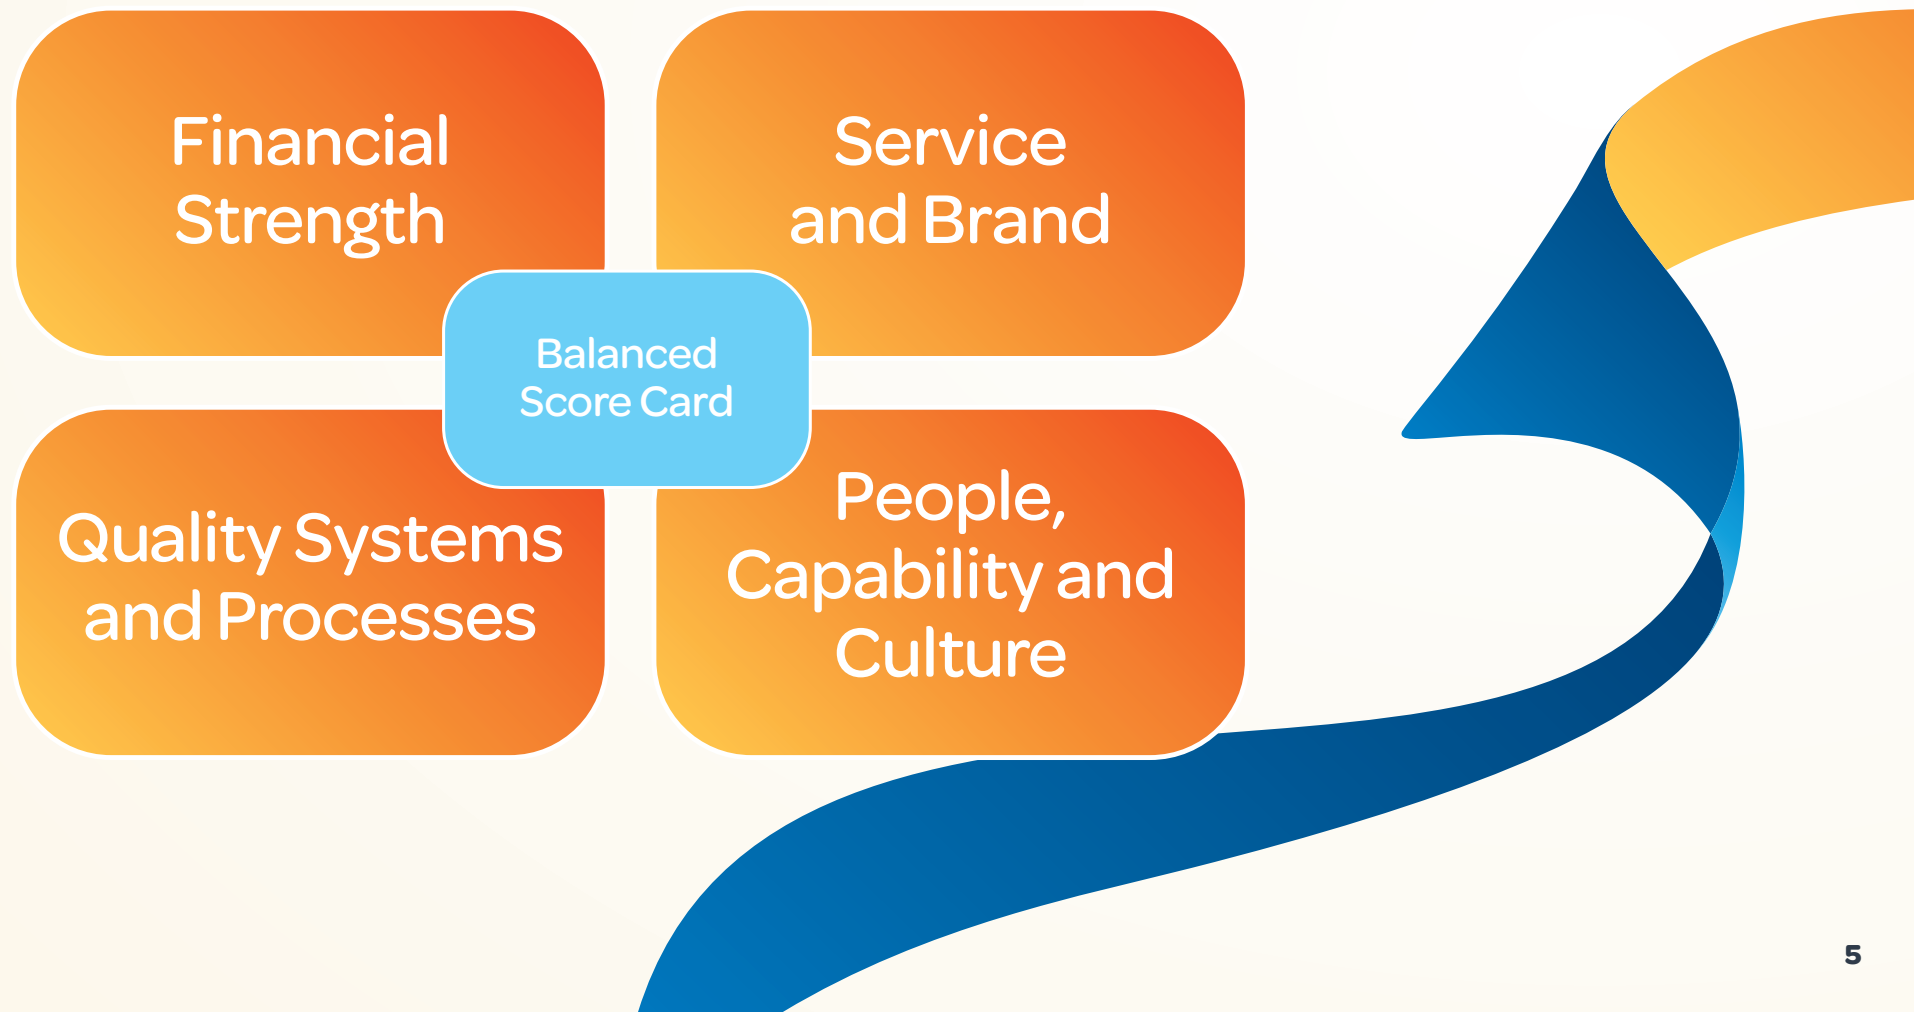 Financial
Strength
Service
and Brand
Balanced
Score Card
Quality Systems
and Processes
People,
Capability and
Culture
5